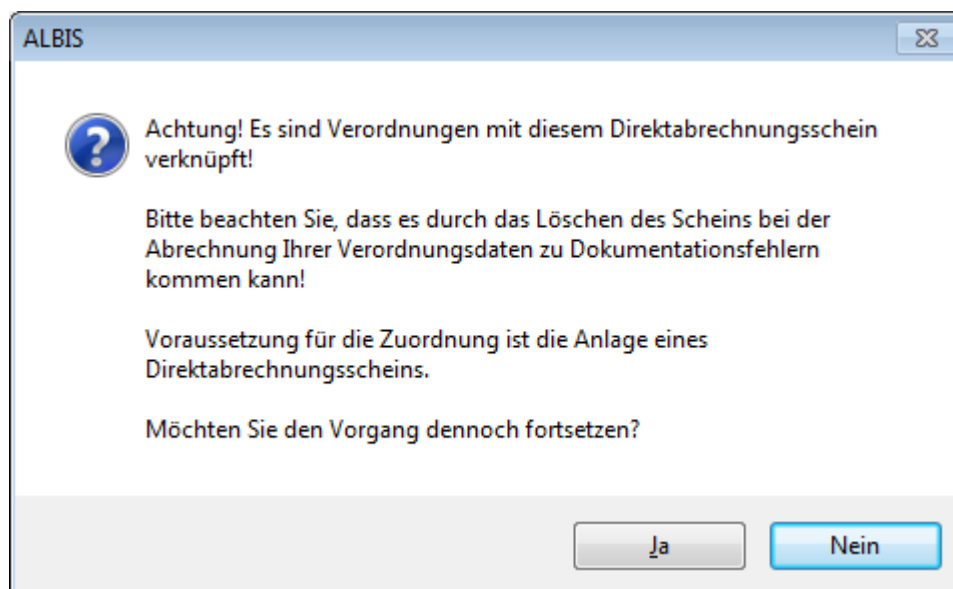 ALBIS
Achtung! Es sind Verordnungen mit diesem Direktabrechnungsschein
verknüpft!
Bitte beachten Sie, dass es durch das Löschen des Scheins bei der
Abrechnung Ihrer Verordnungsdaten zu Dokumentationsfehlern
kommen kann!
Voraussetzung für die Zuordnung ist die Anlage eines
Direktabrechnungsscheins.
Möchten Sie den Vorgang dennoch fortsetzen?
Ja
Nein